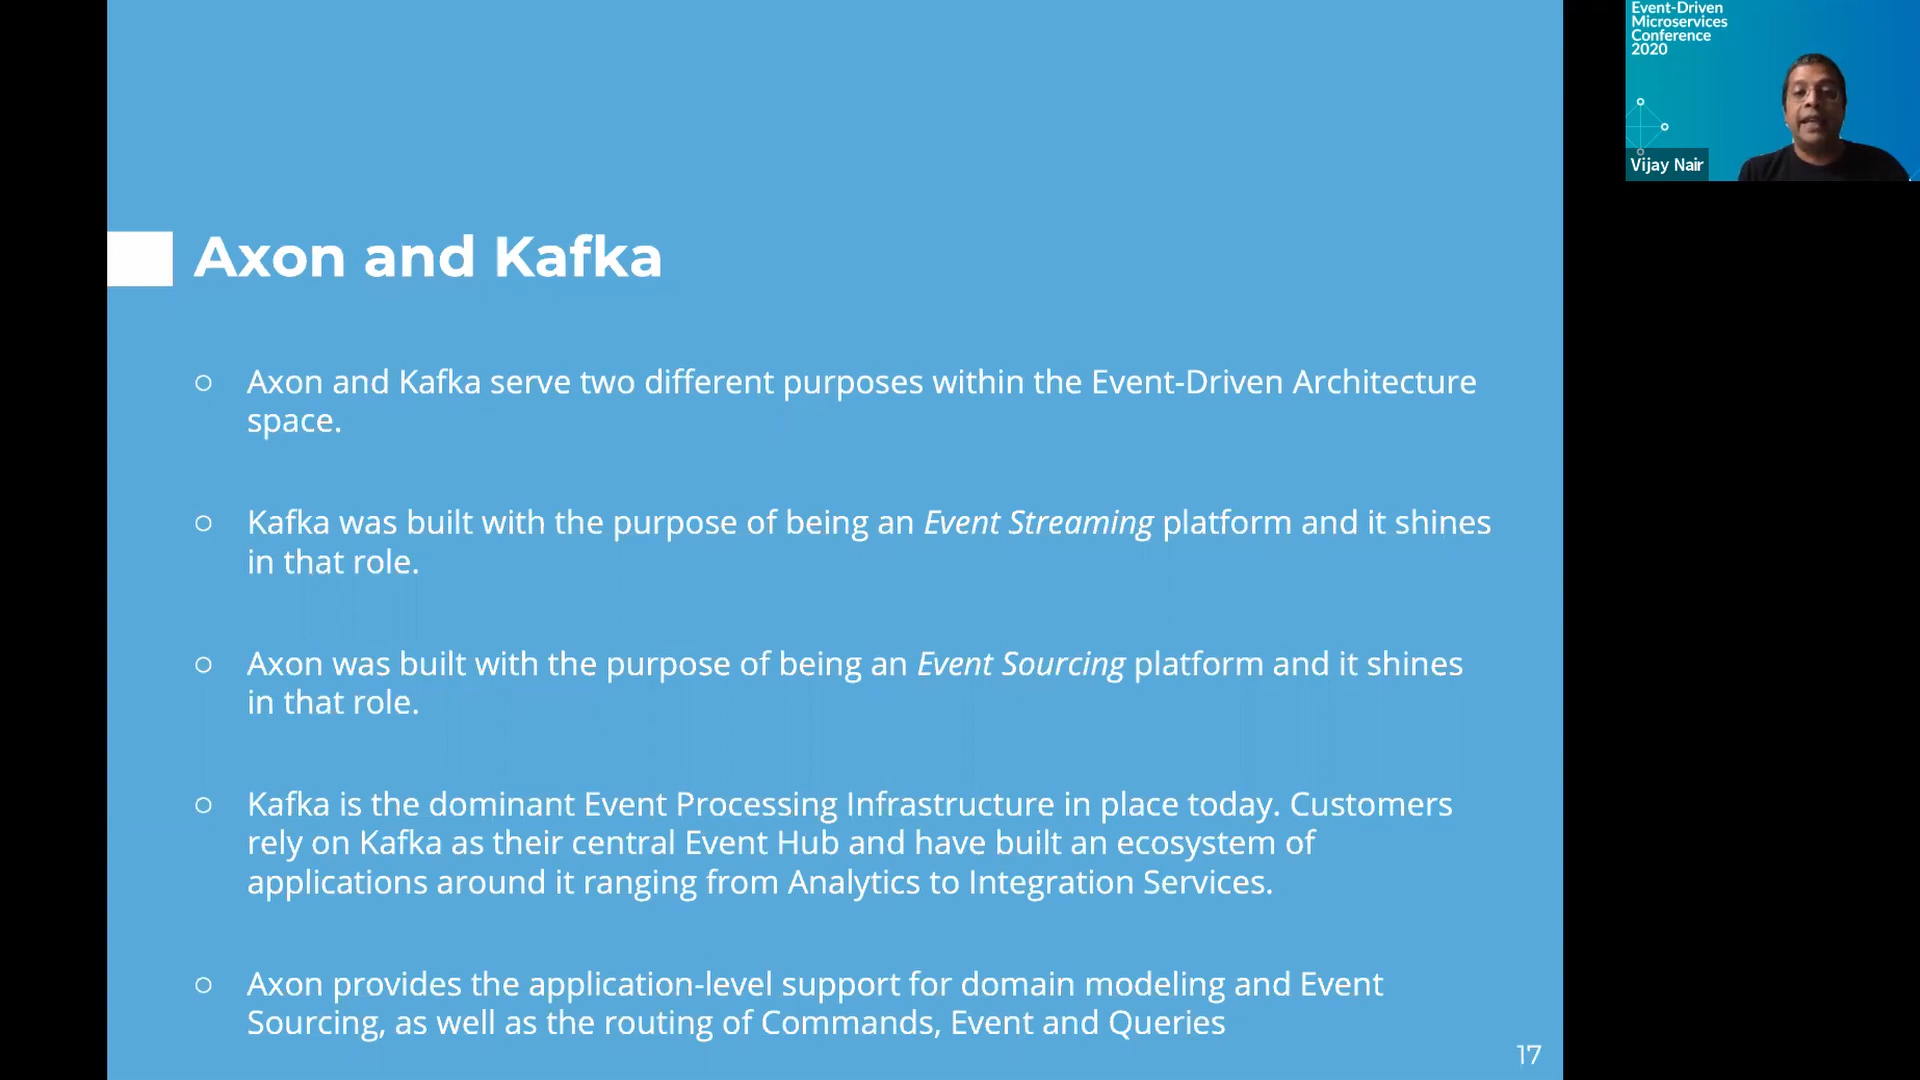 Axon and Kafka
Axon and Kafka serve two different purposes within the Event-Driven Architecture
space.
Kafka was built with the purpose of being an Event Streaming platform and it shines
in that role.
Axon was built with the purpose of being an Event Sourcing platform and it shines
in that role.
Kafka is the dominant Event Processing Infrastructure in place today. Customers
rely on Kafka as their central Event Hub and have built an ecosystem of
applications around it ranging from Analytics to Integration Services.
Axon provides the application-level support for domain modeling and Event
Sourcing, as well as the routing of Commands, Event and Queries
17
Event-Driven
Microservices
Conference
2020
Vijay Nair